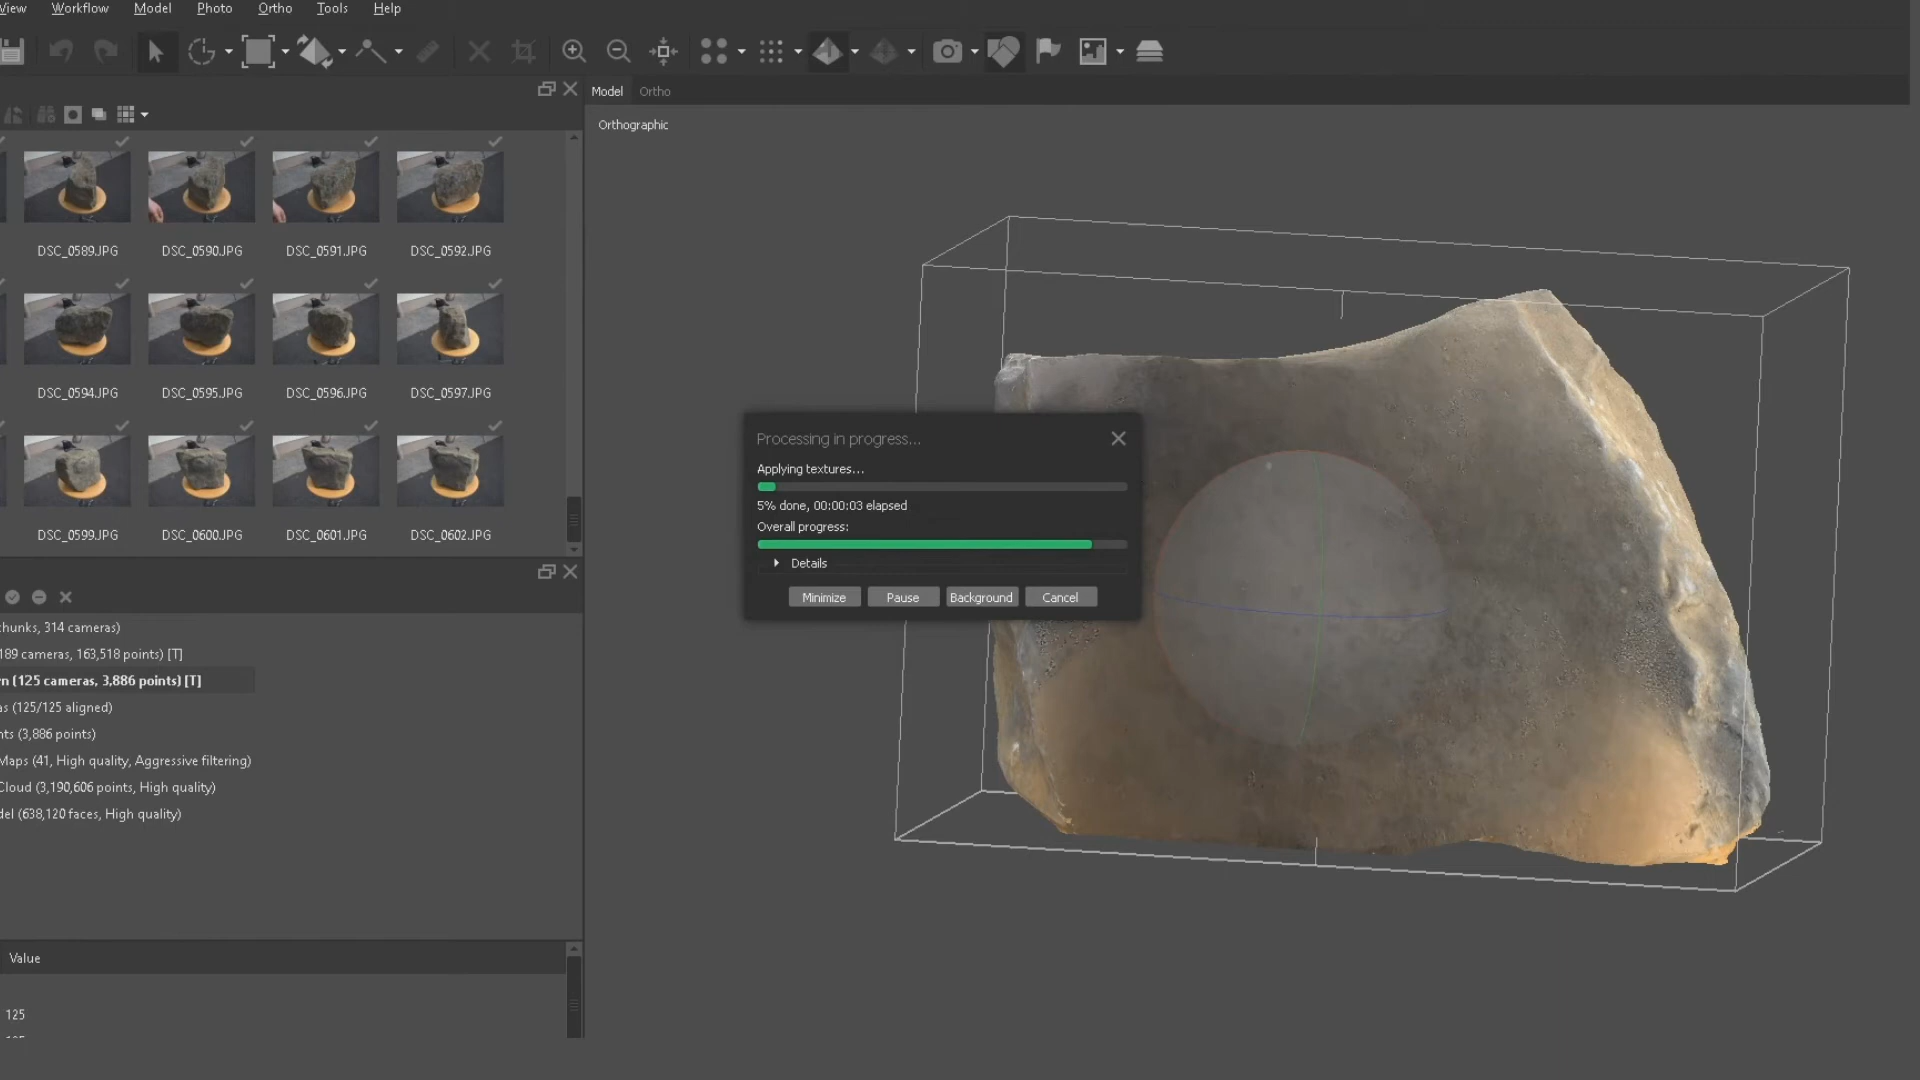 View Workflow Model Photo Ortho Tools Help
Model Ortho
Orthographic
DSC_0589.JPG DSC_0590.JPG DSC_0591.JPG DSC_0592.JPG
DSC_0594.JPG DSC_0595.JPG DSC_0596.JPG DSC_0597.JPG
DSC_0599.JPG DSC_0600.JPG DSC_0601.JPG DSC_0602.JPG
Processing in progress...
Applying textures...
5% done, 00:00:03 elapsed
Overall progress:
Details
Minimize Pause Background Cancel
hunks, 314 cameras)
189 cameras, 163,518 points) [T]
n (125 cameras, 3,886 points) [T]
as (125/125 aligned)
nts (3,886 points)
Maps (41, High quality, Aggressive filtering)
Cloud (3,190,606 points, High quality)
del (638,120 faces, High quality)
Value
125